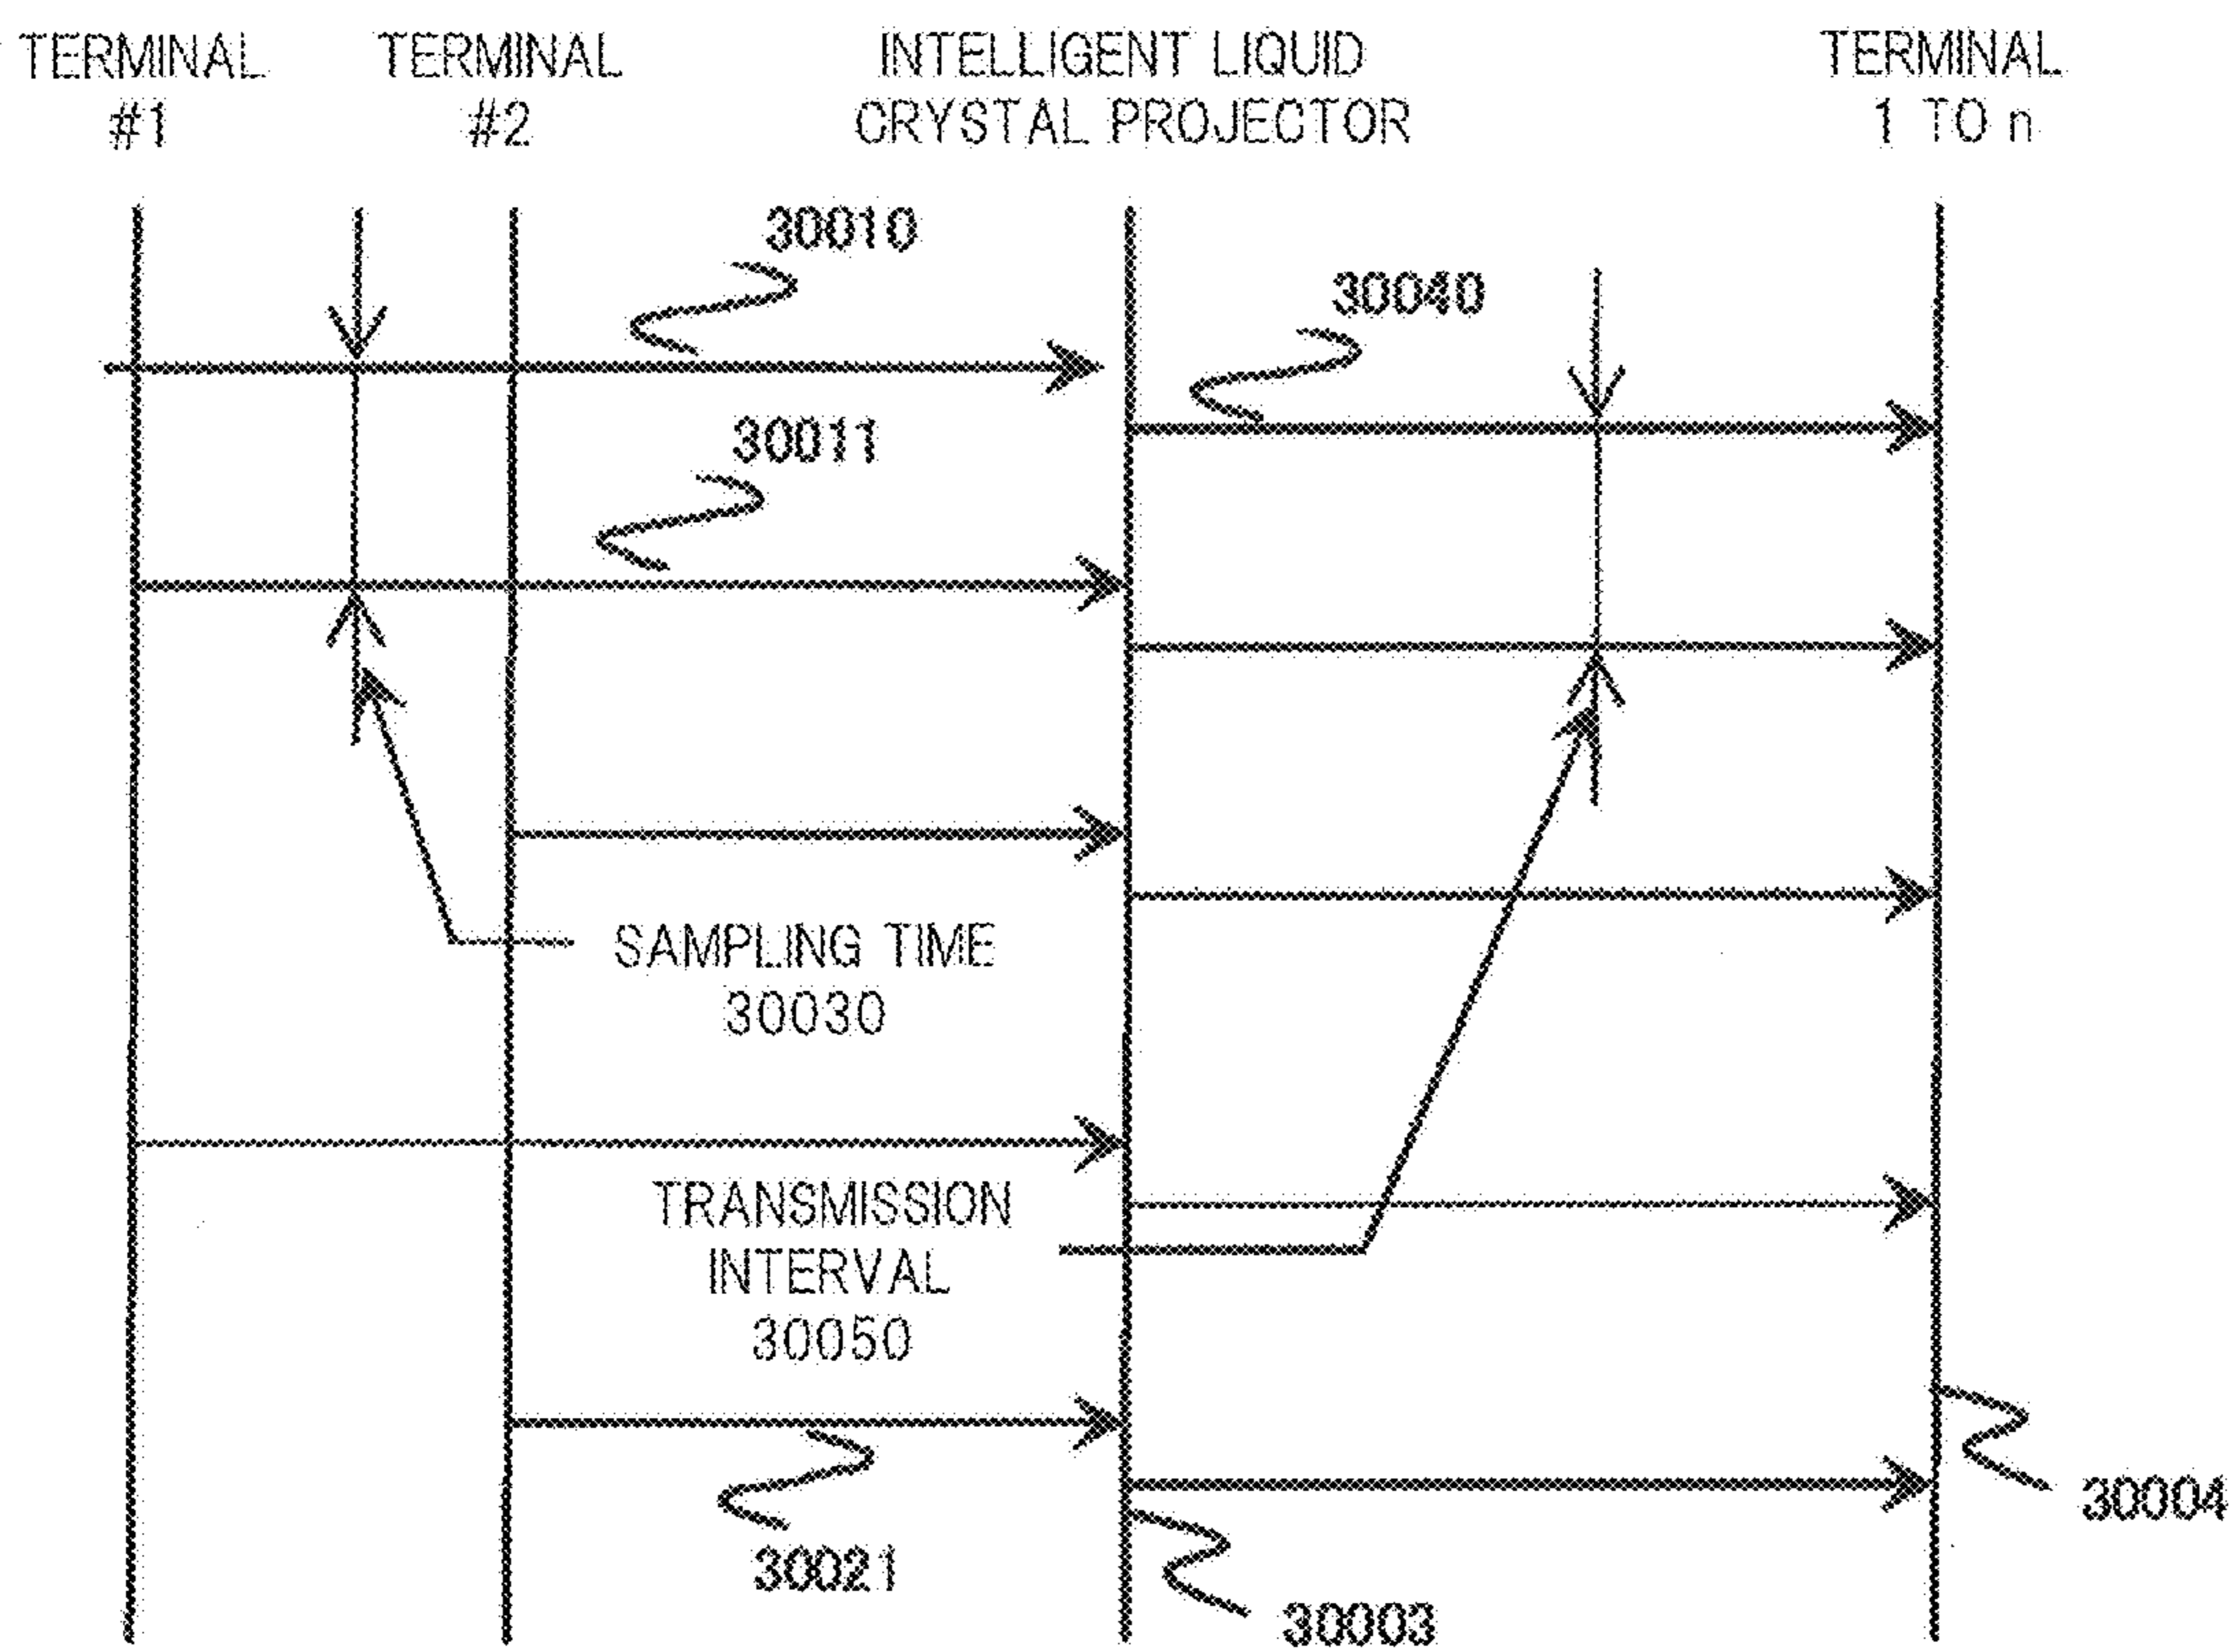 TERMINAL
#1
TERMINAL
#2
INTELLIGENT LIQUID
CRYSTAL PROJECTOR
TERMINAL
1 TO n
30010
30040
30011
SAMPLING TIME
30030
TRANSMISSION
INTERVAL
30050
30004
30021
30003